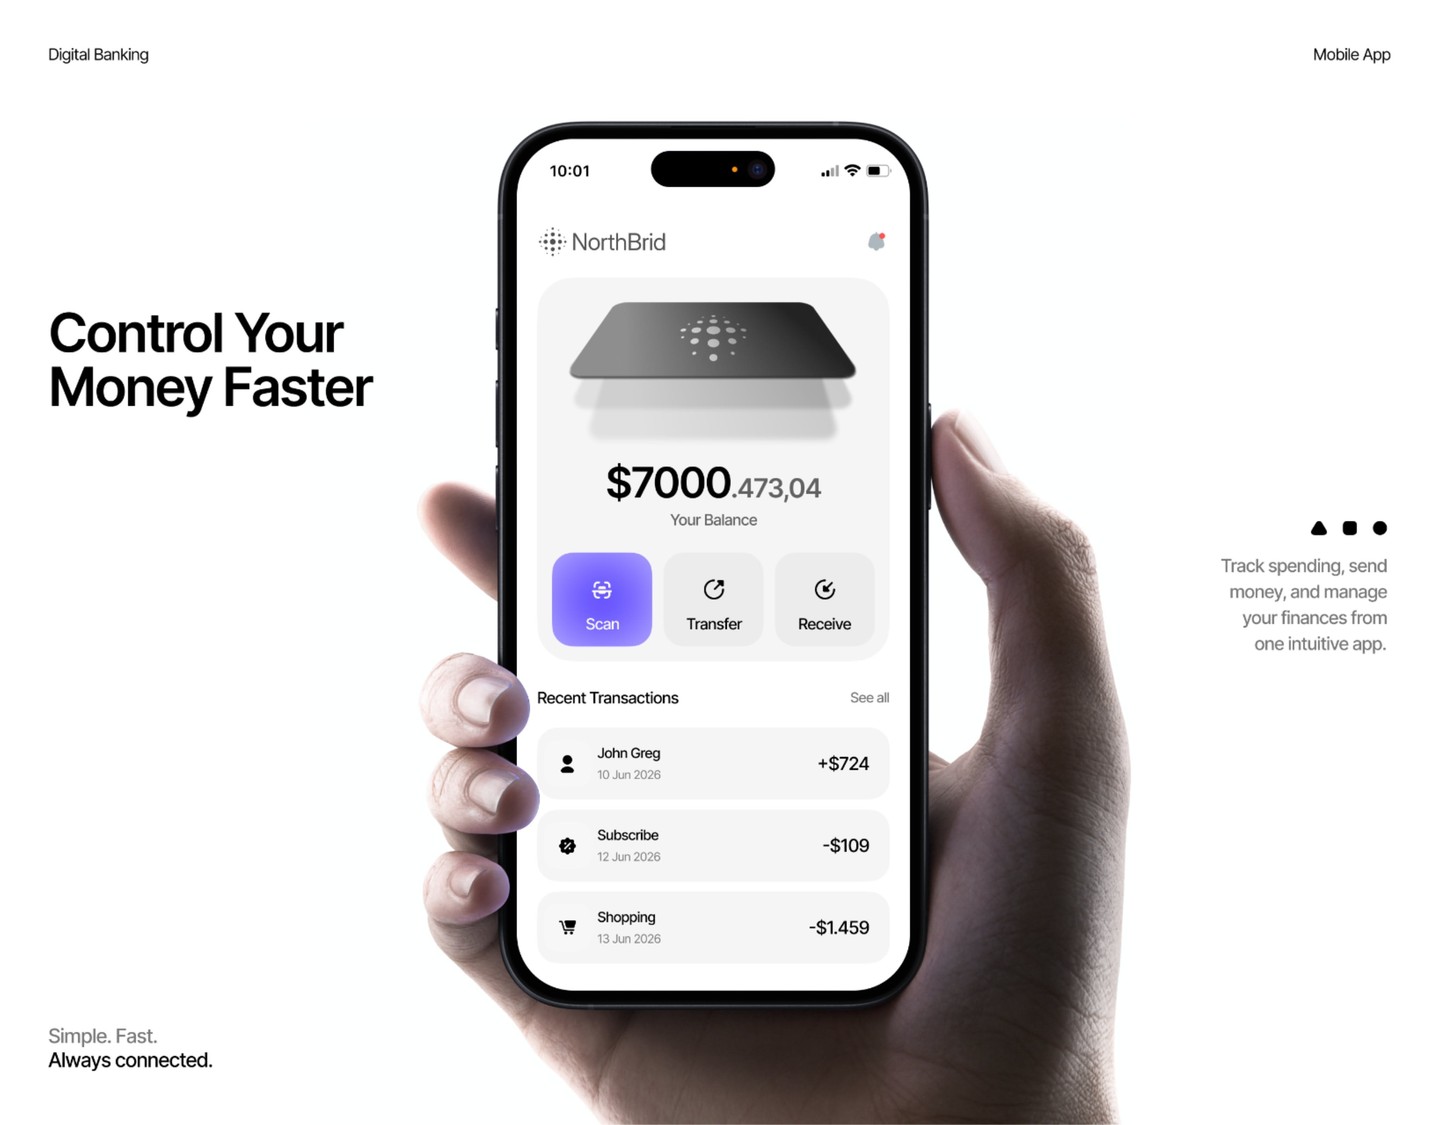 Digital Banking
Mobile App
Control Your
Money Faster
10:01
NorthBrid
$7000.473,04
Your Balance
Scan
Transfer
Receive
Recent Transactions
See all
John Greg
10 Jun 2026
+$724
Subscribe
12 Jun 2026
-$109
Shopping
13 Jun 2026
-$1.459
Track spending, send
money, and manage
your finances from
one intuitive app.
Simple. Fast.
Always connected.